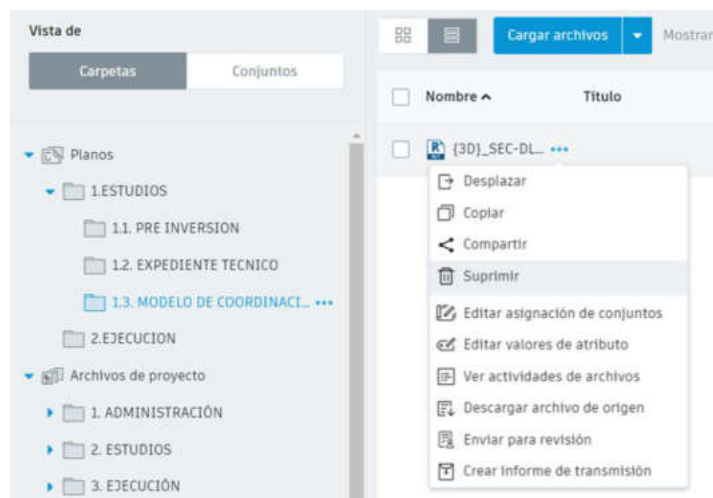 Vista de
Carpetas
Conjuntos
Planos
1.ESTUDIOS
1.1. PRE INVERSION
1.2. EXPEDIENTE TECNICO
1.3. MODELO DE COORDINACI...
2.EJECUCION
Archivos de proyecto
1. ADMINISTRACIÓN
2. ESTUDIOS
3. EJECUCIÓN
Cargar archivos
Mostrar
Nombre
Título
{3D}_SEC-DL...
Desplazar
Copiar
Compartir
Suprimir
Editar asignación de conjuntos
Editar valores de atributo
Ver actividades de archivos
Descargar archivo de origen
Enviar para revisión
Crear informe de transmisión